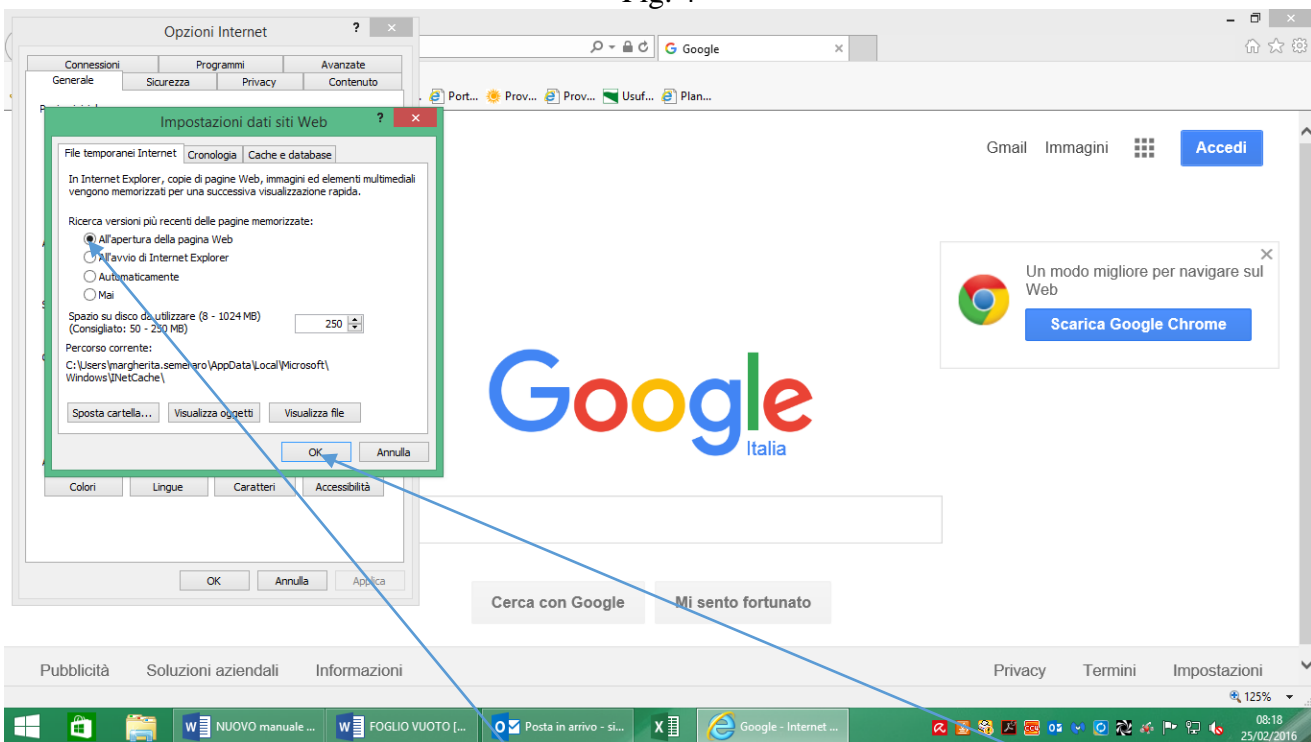 Opzioni Internet ?
Google
Connessioni Programmi Avanzate
Generale Sicurezza Privacy Contenuto
Port... Prov... Prov... Usuf... Plan...
Impostazioni dati siti Web ?
File temporanei Internet Cronologia Cache e database
In Internet Explorer, copie di pagine Web, immagini ed elementi multimediali
vengono memorizzati per una successiva visualizzazione rapida.
Ricerca versioni più recenti delle pagine memorizzate:
All'apertura della pagina Web
All'avvio di Internet Explorer
Automaticamente
Mai
Spazio su disco da utilizzare (8 - 1024 MB)
(Consigliato: 50 - 250 MB)
250
Percorso corrente:
C:\Users\margherita.semeraro\AppData\Local\Microsoft\
Windows\INetCache\
Sposta cartella... Visualizza oggetti Visualizza file
OK Annulla
Colori Lingue Caratteri Accessibilità
OK Annulla Applica
Gmail Immagini Accedi
Un modo migliore per navigare sul
Web
Scarica Google Chrome
Google
Italia
Cerca con Google Mi sento fortunato
Pubblicità Soluzioni aziendali Informazioni Privacy Termini Impostazioni
125%
NUOVO manuale ... FOGLIO VUOTO [... Posta in arrivo - si... Google - Internet ...
08:18
25/02/2016